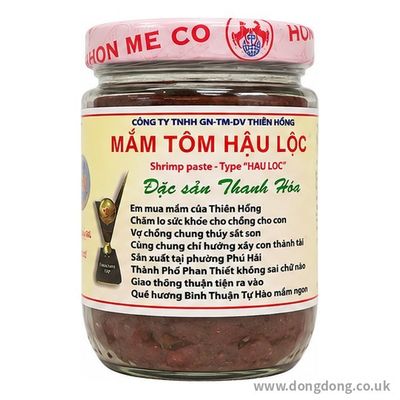 HON ME CO
HON
CÔNG TY TNHH GN-TM-DV THIÊN HỒNG
MẮM TÔM HẬU LỘC
Shrimp paste - Type "HAU LOC"
Đặc sản Thanh Hóa
Em mua mắm của Thiên Hồng
Chăm lo sức khỏe cho chồng cho con
Vợ chồng chung thúy sắt son
Cùng chung chí hướng xây con thành tài
Sản xuất tại phường Phú Hải
Thành Phố Phan Thiết không sai chữ nào
Giao thông thuận tiện ra vào
Quê hương Bình Thuận Tự Hào mắm ngon
www.dongdong.co.uk